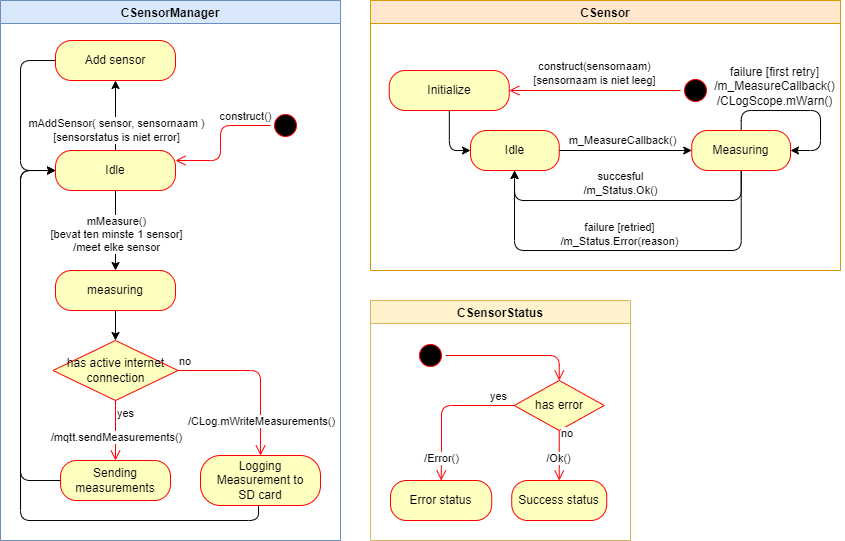 CSensorManager
Add sensor
mAddSensor( sensor, sensornaam )
[sensorstatus is niet error]
construct()
Idle
mMeasure()
[bevat ten minste 1 sensor]
/meet elke sensor
measuring
has active internet
connection
no
yes
/CLog.mWriteMeasurements()
/mqtt.sendMeasurements()
Sending
measurements
Logging
Measurement to
SD card
CSensor
construct(sensornaam)
[sensornaam is niet leeg]
Initialize
failure [first retry]
/m_MeasureCallback()
/CLogScope.mWarn()
Idle
m_MeasureCallback()
Measuring
succesful
/m_Status.Ok()
failure [retried]
/m_Status.Error(reason)
CSensorStatus
has error
yes
no
/Error()
/Ok()
Error status
Success status